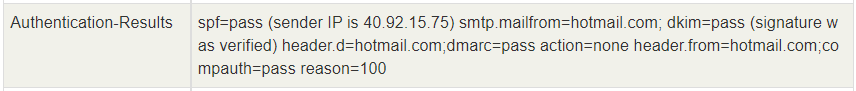 Authentication-Results
spf=pass (sender IP is 40.92.15.75) smtp.mailfrom=hotmail.com; dkim=pass (signature w
as verified) header.d=hotmail.com;dmarc=pass action=none header.from=hotmail.com;co
mpauth=pass reason=100